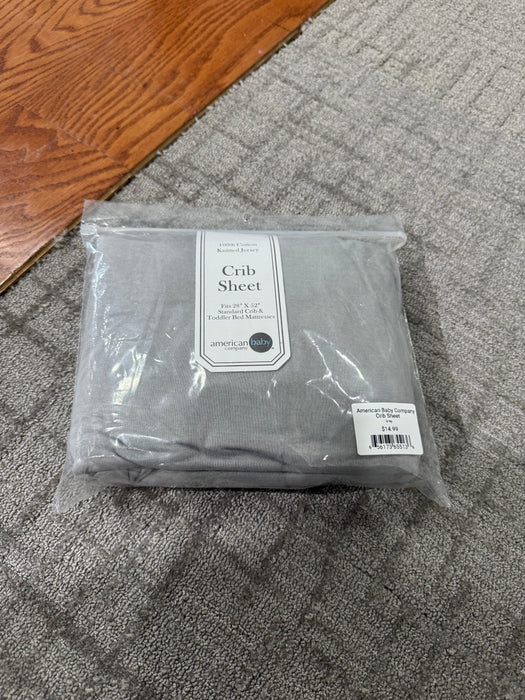 100% Cotton
Knitted Jersey
Crib
Sheet
Fits 28" X 52"
Standard Crib &
Toddler Bed Mattresses
american baby
company
American Baby Company
Crib Sheet
$14.99